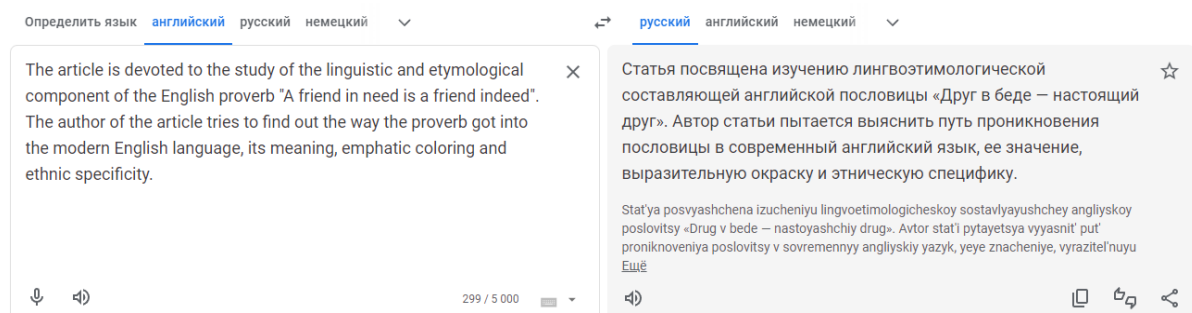 Определить язык английский русский немецкий
русский английский немецкий
The article is devoted to the study of the linguistic and etymological
component of the English proverb "A friend in need is a friend indeed".
The author of the article tries to find out the way the proverb got into
the modern English language, its meaning, emphatic coloring and
ethnic specificity.
299 / 5 000
Статья посвящена изучению лингвоэтимологической
составляющей английской пословицы «Друг в беде — настоящий
друг». Автор статьи пытается выяснить путь проникновения
пословицы в современный английский язык, ее значение,
выразительную окраску и этническую специфику.
Stat'ya posvyashchena izucheniyu lingvoetimologicheskoy sostavlyayushchey angliyskoy
poslovitsy «Drug v bede — nastoyashchiy drug». Avtor stat'i pytayetsya vyyasnit' put'
proniknoveniya poslovitsy v sovremennyy angliyskiy yazyk, yeye znacheniye, vyrazitel'nuyu
Ещё